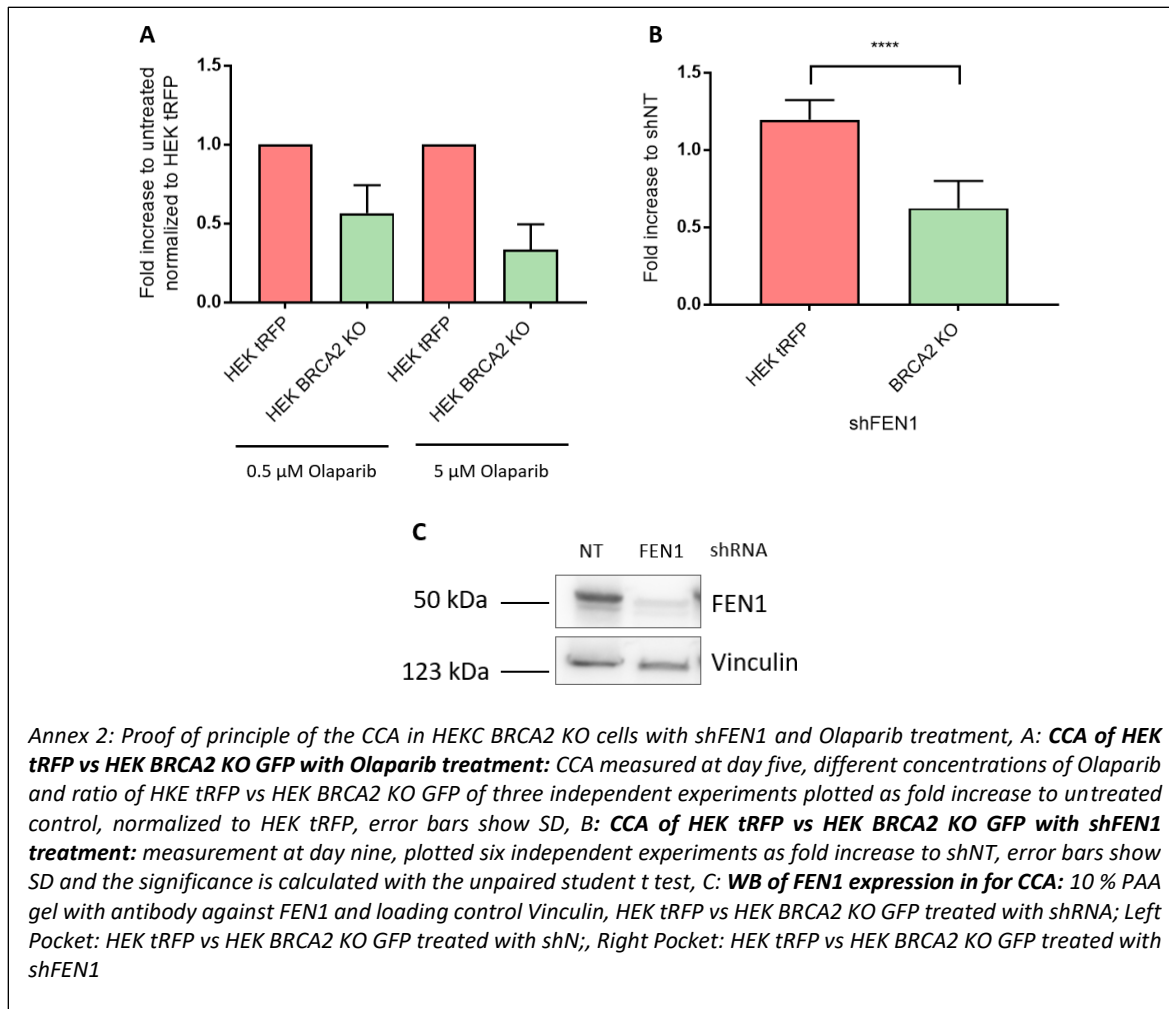 A
Fold increase to untreated
normalized to HEK tRFP
1.5
1.0
0.5
0.0
HEK tRFP
HEK BRCA2 KO
HEK tRFP
HEK BRCA2 KO
0.5 µM Olaparib
5 µM Olaparib
B
****
Fold increase to shNT
1.5
1.0
0.5
0.0
HEK tRFP
BRCA2 KO
shFEN1
C
NT FEN1 shRNA
50 kDa FEN1
123 kDa Vinculin
Annex 2: Proof of principle of the CCA in HEKC BRCA2 KO cells with shFEN1 and Olaparib treatment, A: CCA of HEK
tRFP vs HEK BRCA2 KO GFP with Olaparib treatment: CCA measured at day five, different concentrations of Olaparib
and ratio of HKE tRFP vs HEK BRCA2 KO GFP of three independent experiments plotted as fold increase to untreated
control, normalized to HEK tRFP, error bars show SD, B: CCA of HEK tRFP vs HEK BRCA2 KO GFP with shFEN1
treatment: measurement at day nine, plotted six independent experiments as fold increase to shNT, error bars show
SD and the significance is calculated with the unpaired student t test, C: WB of FEN1 expression in for CCA: 10 % PAA
gel with antibody against FEN1 and loading control Vinculin, HEK tRFP vs HEK BRCA2 KO GFP treated with shRNA; Left
Pocket: HEK tRFP vs HEK BRCA2 KO GFP treated with shN;, Right Pocket: HEK tRFP vs HEK BRCA2 KO GFP treated with
shFEN1